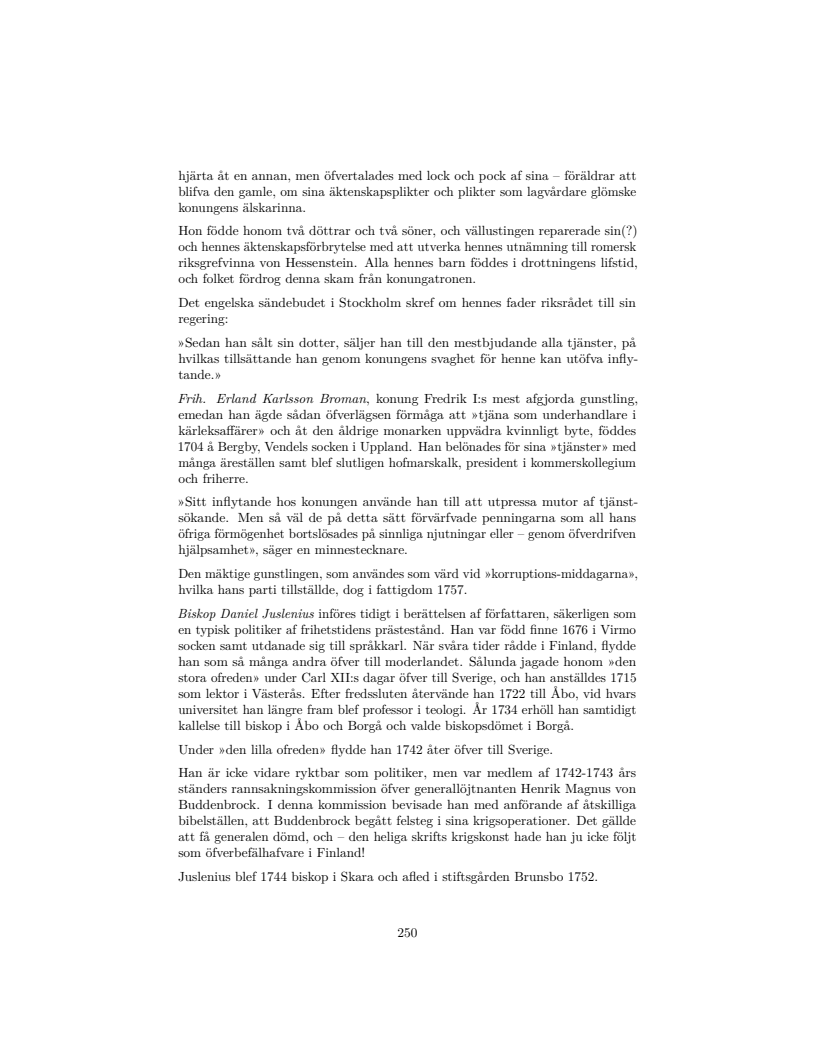 hjärta åt en annan, men öfvertalades med lock och pock af sina – föräldrar att
blifva den gamle, om sina äktenskapsplikter och plikter som lagvårdare glömske
konungens älskarinna.
Hon födde honom två döttrar och två söner, och vällustingen reparerade sin(?)
och hennes äktenskapsförbrytelse med att utverka hennes utnämning till romersk
riksgrefvinna von Hessenstein. Alla hennes barn föddes i drottningens lifstid,
och folket fördrog denna skam från konungatronen.
Det engelska sändebudet i Stockholm skref om hennes fader riksrådet till sin
regering:
»Sedan han sålt sin dotter, säljer han till den mestbjudande alla tjänster, på
hvilkas tillsättande han genom konungens svaghet för henne kan utöfva infly-
tande.»
Frih. Erland Karlsson Broman, konung Fredrik I:s mest afgjorda gunstling,
emedan han ägde sådan öfverlägsen förmåga att »tjäna som underhandlare i
kärleksaffärer» och åt den åldrige monarken uppvädra kvinnligt byte, föddes
1704 å Bergby, Vendels socken i Uppland. Han belönades för sina »tjänster» med
många äreställen samt blef slutligen hofmarskalk, president i kommerskollegium
och friherre.
»Sitt inflytande hos konungen använde han till att utpressa mutor af tjänst-
sökande. Men så väl de på detta sätt förvärfvade penningarna som all hans
öfriga förmögenhet bortslösades på sinnliga njutningar eller – genom öfverdrifven
hjälpsamhet», säger en minnestecknare.
Den mäktige gunstlingen, som användes som värd vid »korruptions-middagarna»,
hvilka hans parti tillställde, dog i fattigdom 1757.
Biskop Daniel Juslenius införes tidigt i berättelsen af författaren, säkerligen som
en typisk politiker af frihetstidens prästestånd. Han var född finne 1676 i Virmo
socken samt utdanade sig till språkkarl. När svåra tider rådde i Finland, flydde
han som så många andra öfver till moderlandet. Sålunda jagade honom »den
stora ofreden» under Carl XII:s dagar öfver till Sverige, och han anställdes 1715
som lektor i Västerås. Efter fredssluten återvände han 1722 till Åbo, vid hvars
universitet han längre fram blef professor i teologi. År 1734 erhöll han samtidigt
kallelse till biskop i Åbo och Borgå och valde biskopsdömet i Borgå.
Under »den lilla ofreden» flydde han 1742 åter öfver till Sverige.
Han är icke vidare ryktbar som politiker, men var medlem af 1742-1743 års
ständers rannsakningskommission öfver generallöjtnanten Henrik Magnus von
Buddenbrock. I denna kommission bevisade han med anförande af åtskilliga
bibelställen, att Buddenbrock begått felsteg i sina krigsoperationer. Det gällde
att få generalen dömd, och – den heliga skrifts krigskonst hade han ju icke följt
som öfverbefälhafvare i Finland!
Juslenius blef 1744 biskop i Skara och afled i stiftsgården Brunsbo 1752.
250